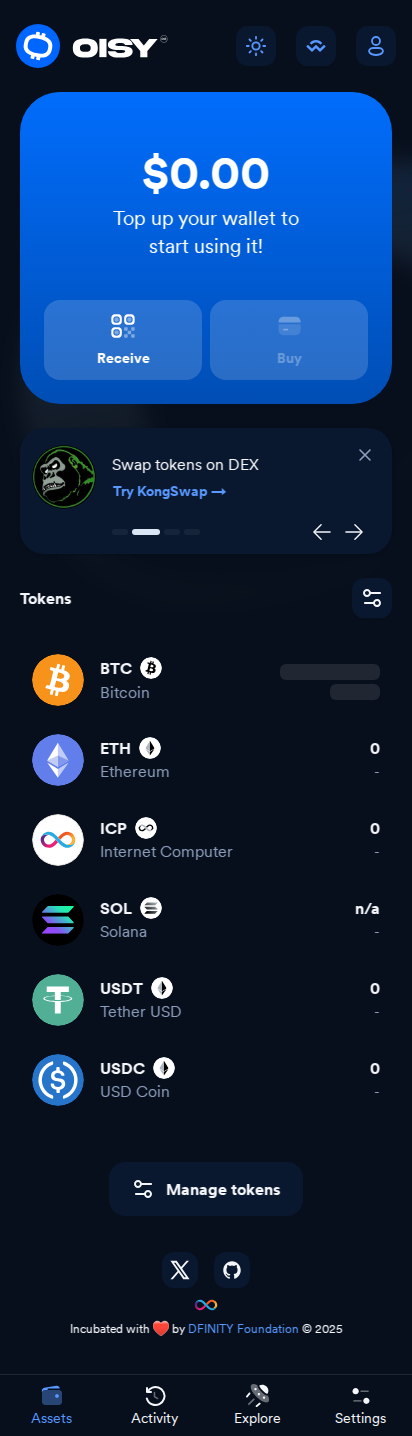 OISY
$0.00
Top up your wallet to
start using it!
Receive
Buy
Swap tokens on DEX
Try KongSwap →
Tokens
BTC
Bitcoin
ETH
0
Ethereum
-
ICP
0
Internet Computer
-
SOL
n/a
Solana
-
USDT
0
Tether USD
-
USDC
0
USD Coin
-
Manage tokens
Incubated with ❤️ by DFINITY Foundation © 2025
Assets
Activity
Explore
Settings